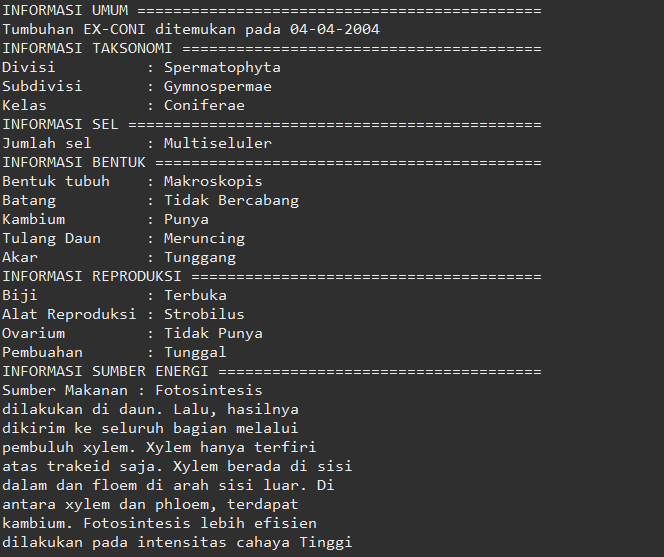 INFORMASI UMUM =============================================
Tumbuhan EX-CONI ditemukan pada 04-04-2004
INFORMASI TAKSONOMI ========================================
Divisi          : Spermatophyta
Subdivisi       : Gymnospermae
Kelas           : Coniferae
INFORMASI SEL ==============================================
Jumlah sel      : Multiseluler
INFORMASI BENTUK ===========================================
Bentuk tubuh    : Makroskopis
Batang          : Tidak Bercabang
Kambium         : Punya
Tulang Daun     : Meruncing
Akar            : Tunggang
INFORMASI REPRODUKSI =======================================
Biji            : Terbuka
Alat Reproduksi : Strobilus
Ovarium         : Tidak Punya
Pembuahan       : Tunggal
INFORMASI SUMBER ENERGI ====================================
Sumber Makanan : Fotosintesis
dilakukan di daun. Lalu, hasilnya
dikirim ke seluruh bagian melalui
pembuluh xylem. Xylem hanya terfiri
atas trakeid saja. Xylem berada di sisi
dalam dan floem di arah sisi luar. Di
antara xylem dan phloem, terdapat
kambium. Fotosintesis lebih efisien
dilakukan pada intensitas cahaya Tinggi